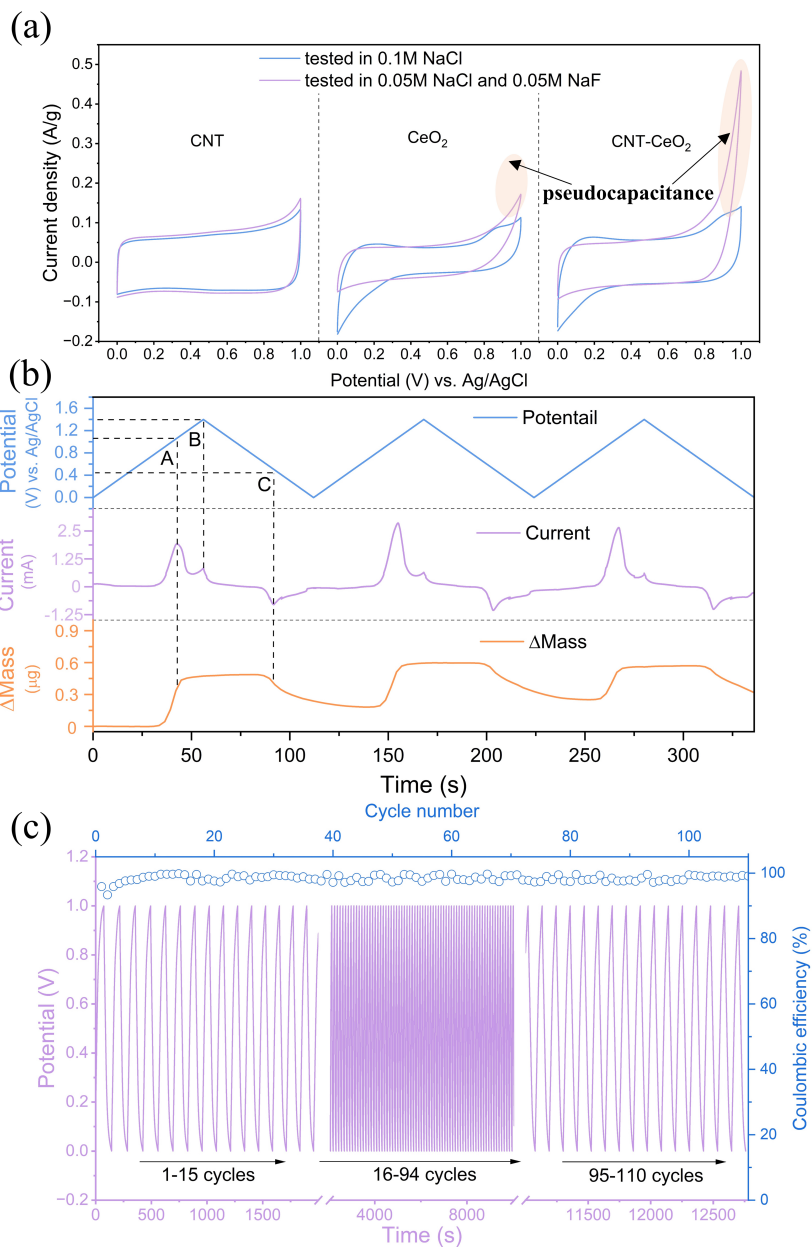 (a)
tested in 0.1M NaCl
tested in 0.05M NaCl and 0.05M NaF
CNT
CeO₂
CNT-CeO₂
pseudocapacitance
Current density (A/g)
0.5
0.4
0.3
0.2
0.1
0.0
−0.1
−0.2
0.0 0.2 0.4 0.6 0.8 1.0 0.0 0.2 0.4 0.6 0.8 1.0 0.0 0.2 0.4 0.6 0.8 1.0
Potential (V) vs. Ag/AgCl
(b)
Potential
(V) vs. Ag/AgCl
1.6
1.2
0.8
0.4
0.0
Potentail
A
B
C
Current
(mA)
2.5
1.25
0
-1.25
Current
ΔMass
(μg)
0.9
0.6
0.3
0
ΔMass
0 50 100 150 200 250 300
Time (s)
(c)
Cycle number
0 20 40 60 80 100
Potential (V)
1.2
1.0
0.8
0.6
0.4
0.2
0.0
−0.2
Coulombic efficiency (%)
100
80
60
40
20
0
1-15 cycles
16-94 cycles
95-110 cycles
0 500 1000 1500 4000 8000 11500 12000 12500
Time (s)